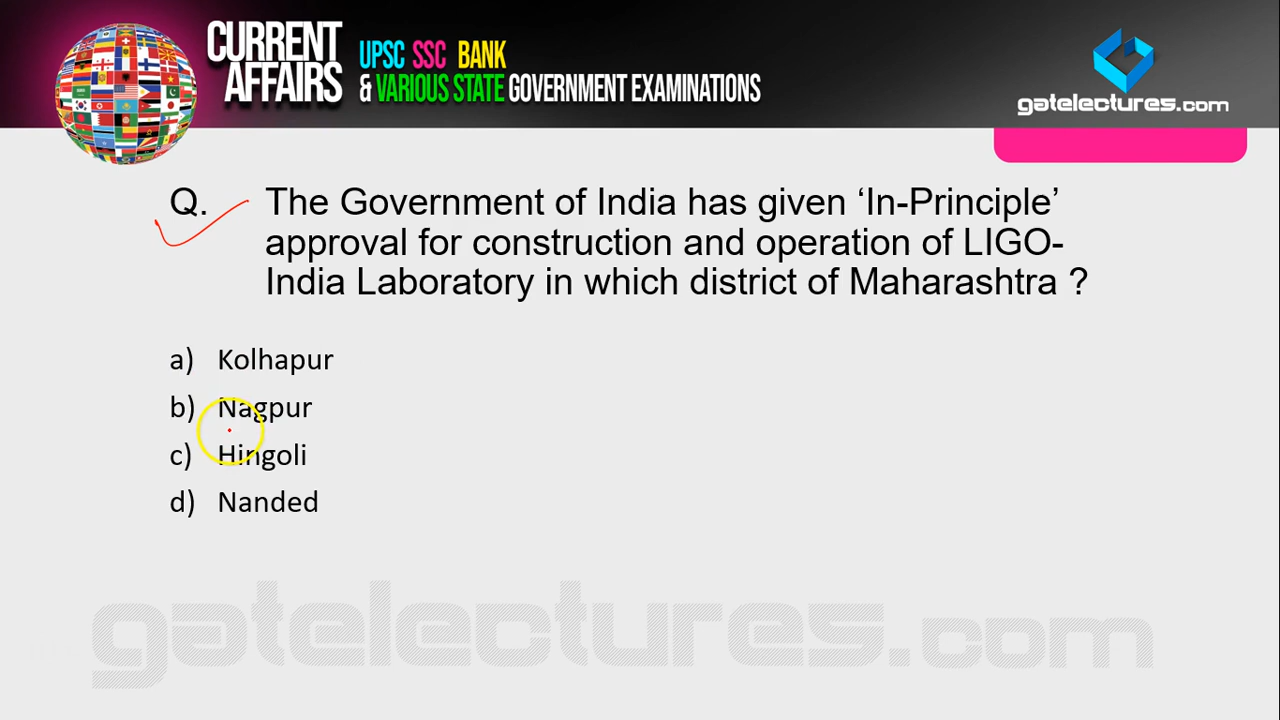 CURRENT
AFFAIRS
UPSC SSC BANK
& VARIOUS STATE GOVERNMENT EXAMINATIONS
gatelectures.com
Q. The Government of India has given ‘In-Principle’
approval for construction and operation of LIGO-
India Laboratory in which district of Maharashtra ?
a) Kolhapur
b) Nagpur
c) Hingoli
d) Nanded
gatelectures.com